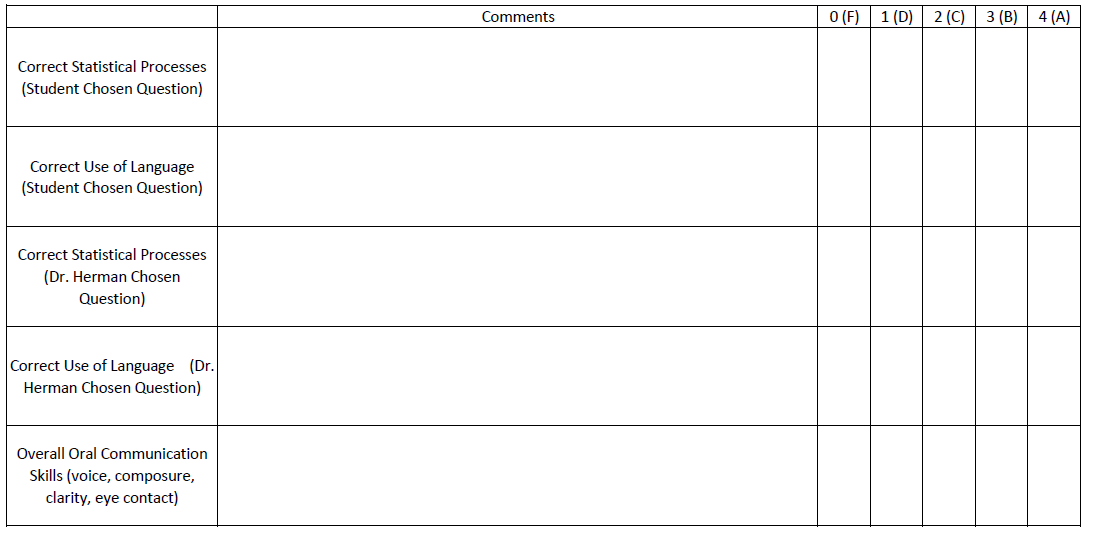 Comments 0 (F) 1 (D) 2 (C) 3 (B) 4 (A)
Correct Statistical Processes
(Student Chosen Question)
Correct Use of Language
(Student Chosen Question)
Correct Statistical Processes
(Dr. Herman Chosen
Question)
Correct Use of Language (Dr.
Herman Chosen Question)
Overall Oral Communication
Skills (voice, composure,
clarity, eye contact)